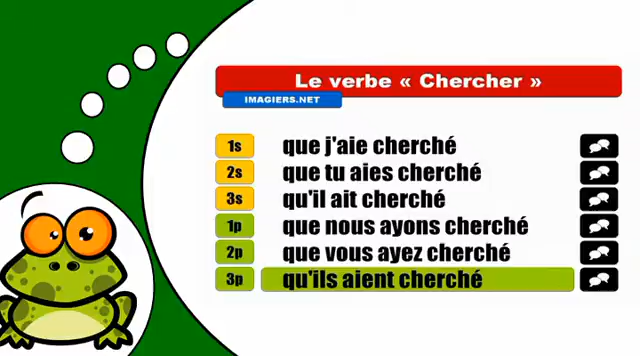 Le verbe « Chercher »
IMAGIERS.NET
1s que j'aie cherché
2s que tu aies cherché
3s qu'il ait cherché
1p que nous ayons cherché
2p que vous ayez cherché
3p qu'ils aient cherché